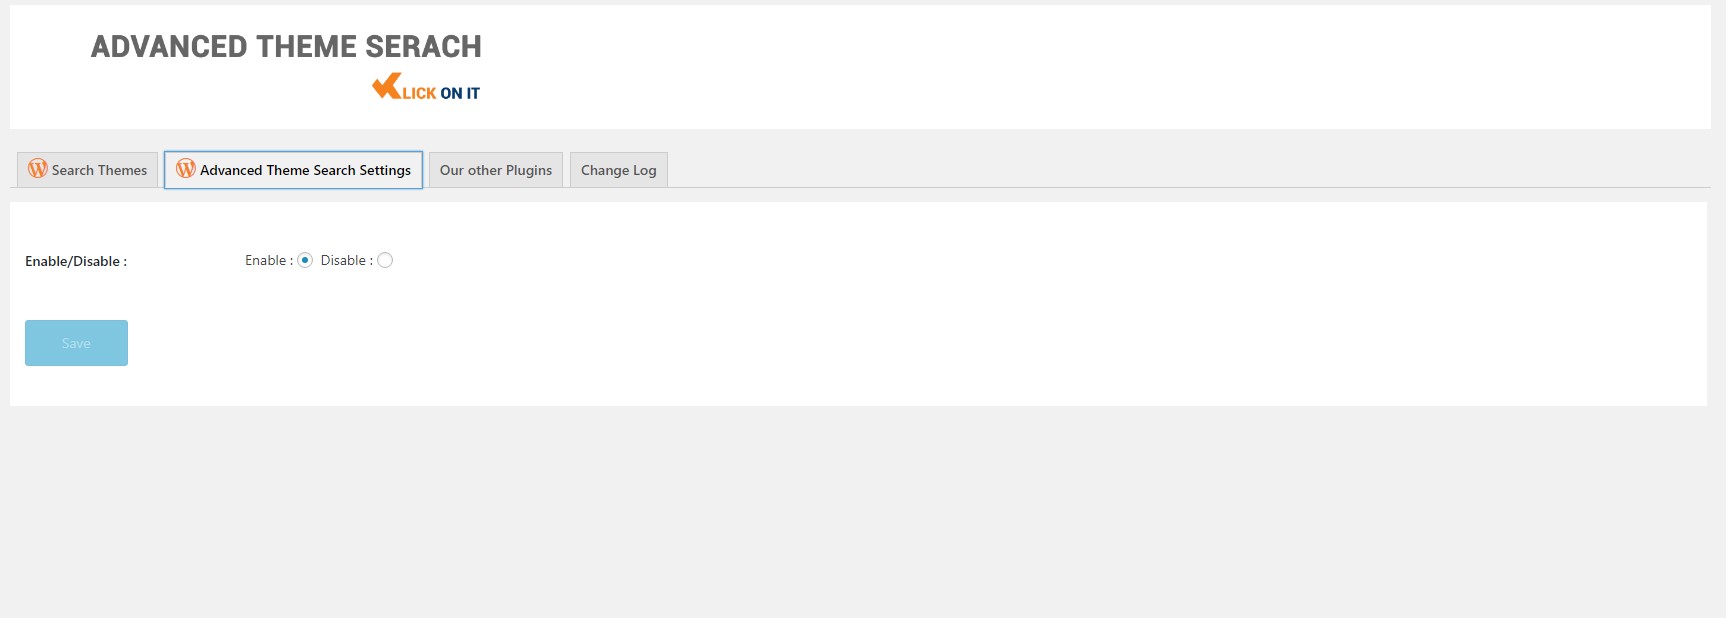 ADVANCED THEME SERACH
KLICK ON IT
Search Themes Advanced Theme Search Settings Our other Plugins Change Log
Enable/Disable : Enable : Disable :
Save